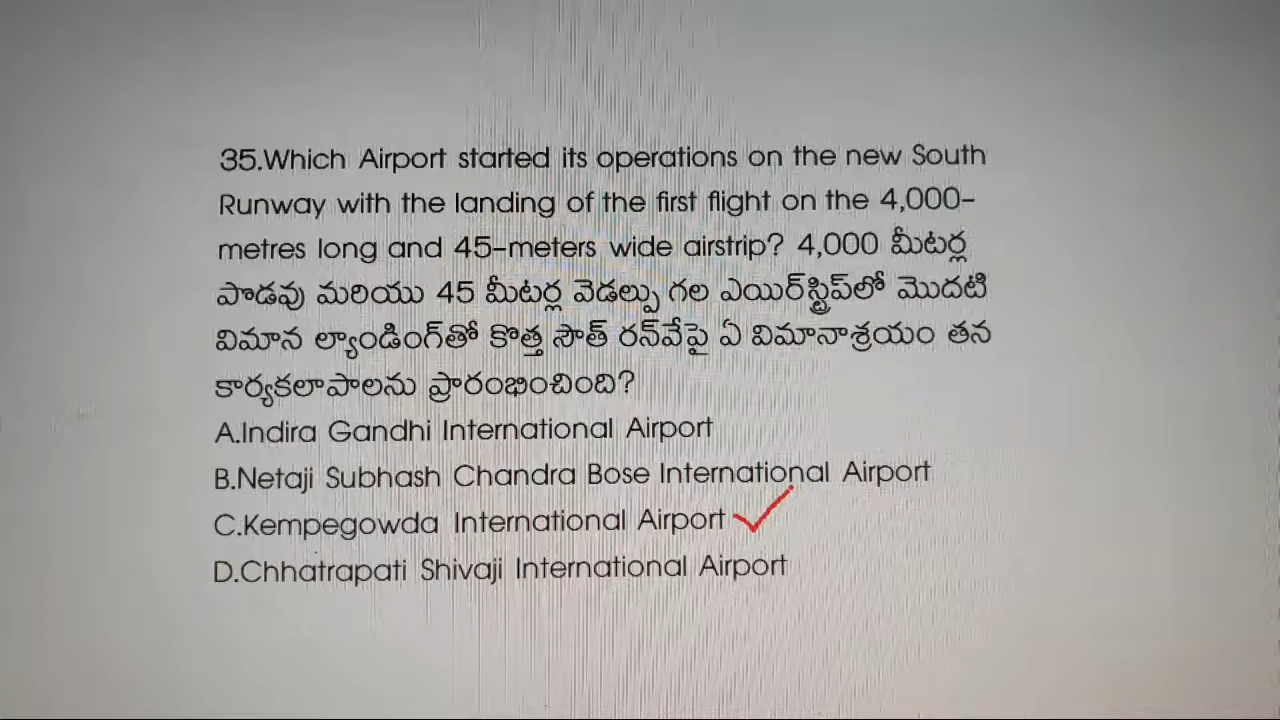 35.Which Airport started its operations on the new South
Runway with the landing of the first flight on the 4,000-
metres long and 45-meters wide airstrip? 4,000 మీటర్ల
పొడవు మరియు 45 మీటర్ల వెడల్పు గల ఎయిర్‌స్ట్రిప్‌లో మొదటి
విమాన ల్యాండింగ్‌తో కొత్త సౌత్ రన్‌వేపై ఏ విమానాశ్రయం తన
కార్యకలాపాలను ప్రారంభించింది?
A.Indira Gandhi International Airport
B.Netaji Subhash Chandra Bose International Airport
C.Kempegowda International Airport
D.Chhatrapati Shivaji International Airport